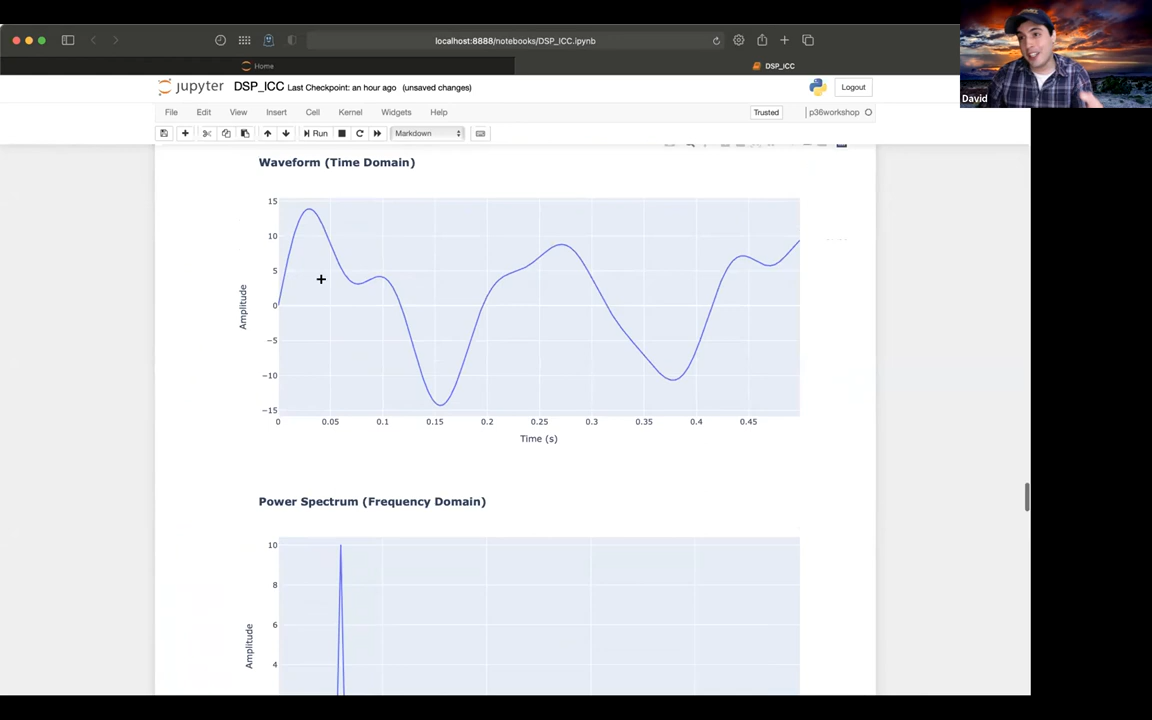 localhost:8888/notebooks/DSP_ICC.ipynb
Home
DSP_ICC
jupyter DSP_ICC Last Checkpoint: an hour ago (unsaved changes)
Logout
File Edit View Insert Cell Kernel Widgets Help
Trusted
p36workshop
Run
Markdown
David
Waveform (Time Domain)
15
10
5
0
−5
−10
−15
Amplitude
0 0.05 0.1 0.15 0.2 0.25 0.3 0.35 0.4 0.45
Time (s)
Power Spectrum (Frequency Domain)
10
8
6
4
Amplitude